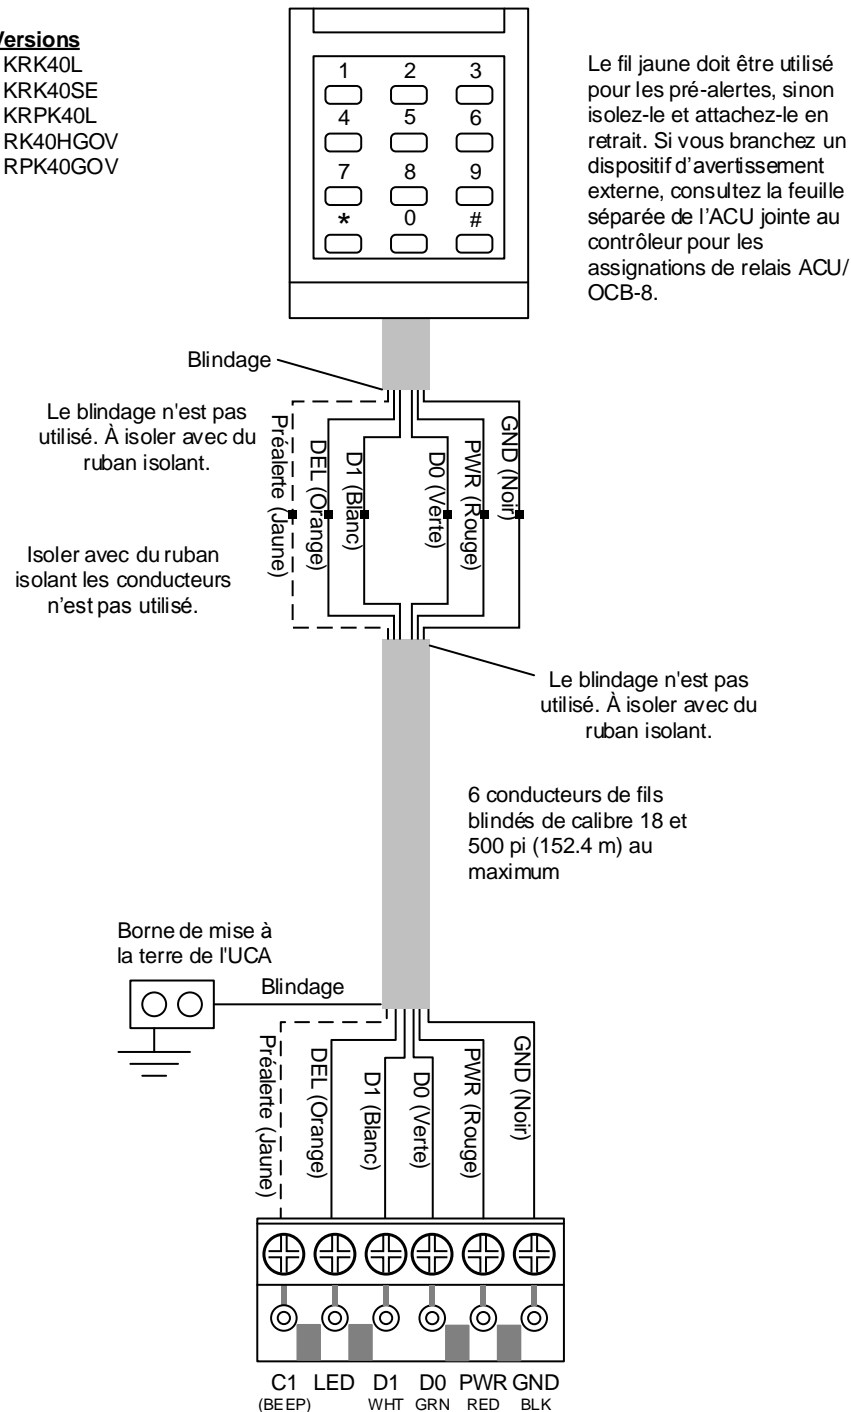 Versions
KRK40L
KRK40SE
KRPK40L
RK40HGOV
RPK40GOV
1 2 3
4 5 6
7 8 9
* 0 #
Le fil jaune doit être utilisé
pour les pré-alertes, sinon
isolez-le et attachez-le en
retrait. Si vous branchez un
dispositif d'avertissement
externe, consultez la feuille
séparée de l'ACU jointe au
contrôleur pour les
assignations de relais ACU/
OCB-8.
Blindage
Le blindage n'est pas
utilisé. À isoler avec du
ruban isolant.
Isoler avec du ruban
isolant les conducteurs
n'est pas utilisé.
Préalerte (Jaune)
DEL (Orange)
D1 (Blanc)
D0 (Verte)
PWR (Rouge)
GND (Noir)
Le blindage n'est pas
utilisé. À isoler avec du
ruban isolant.
6 conducteurs de fils
blindés de calibre 18 et
500 pi (152.4 m) au
maximum
Borne de mise à
la terre de l'UCA
Blindage
Préalerte (Jaune)
DEL (Orange)
D1 (Blanc)
D0 (Verte)
PWR (Rouge)
GND (Noir)
C1 LED D1 D0 PWR GND
(BEEP) WHT GRN RED BLK